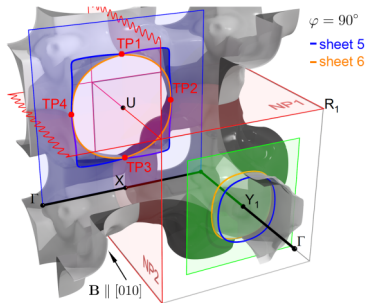 φ = 90°
sheet 5
sheet 6
TP1
TP4
TP2
U
NP1
R₁
TP3
X
Γ
Y₁
Γ
NP2
B ∥ [010]